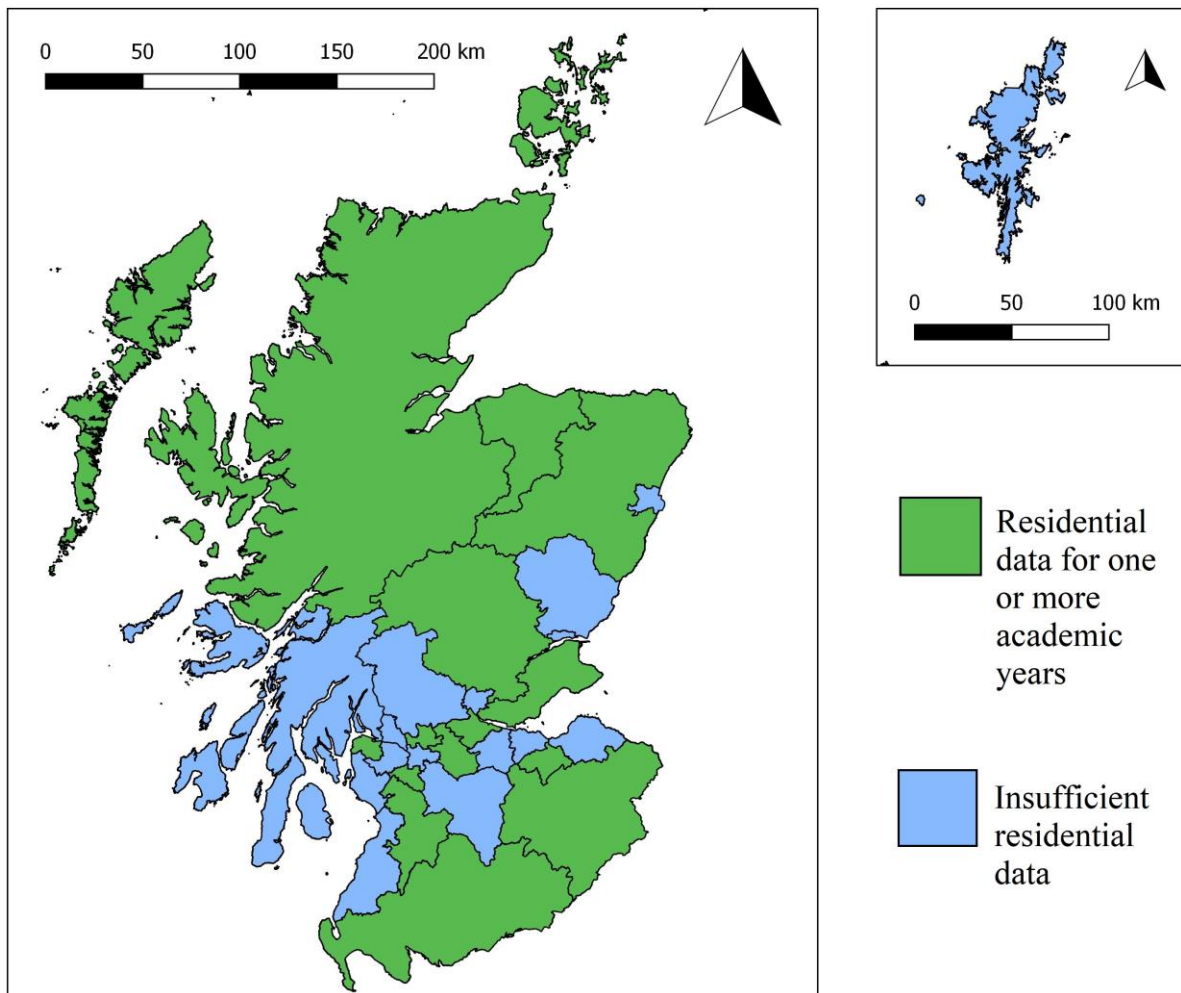 0 50 100 150 200 km
0 50 100 km
Residential
data for one
or more
academic
years
Insufficient
residential
data